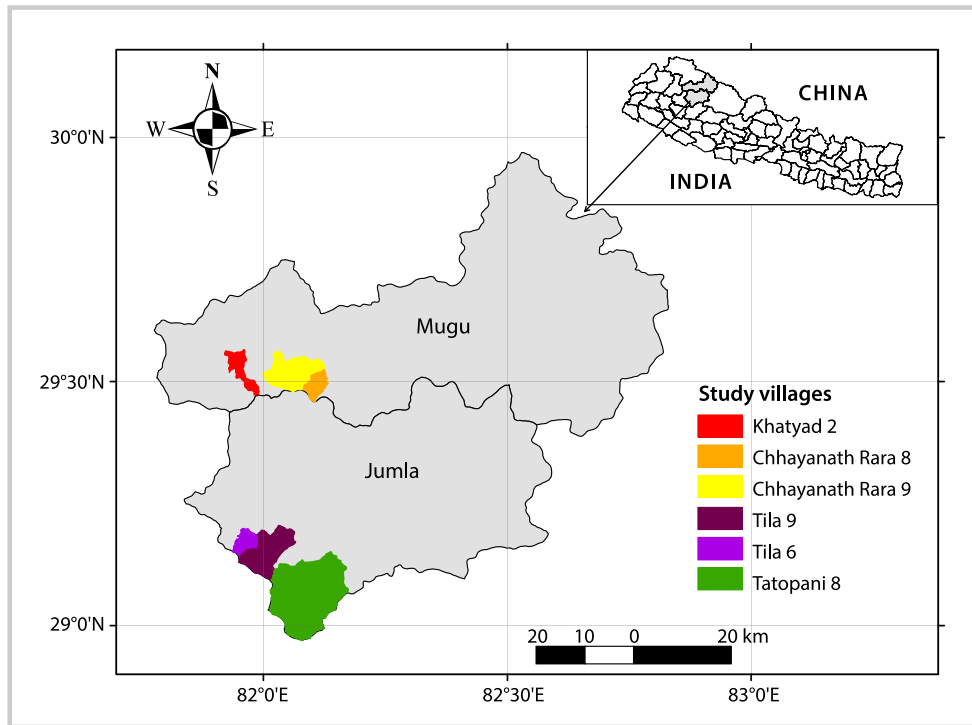 N
W E
S
CHINA
INDIA
30°0'N
29°30'N
29°0'N
Mugu
Jumla
Study villages
Khatyad 2
Chhayanath Rara 8
Chhayanath Rara 9
Tila 9
Tila 6
Tatopani 8
20 10 0 20 km
82°0'E 82°30'E 83°0'E